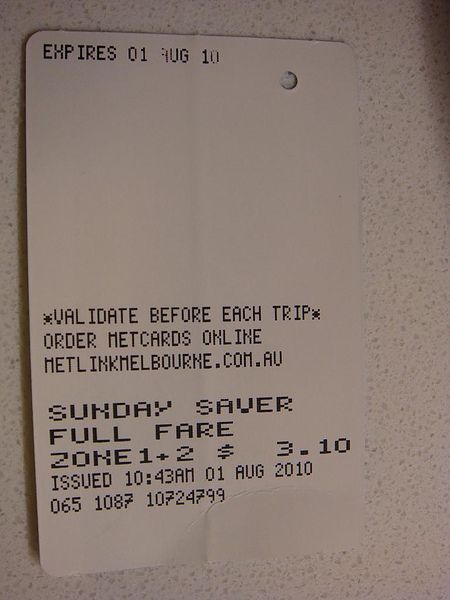 EXPIRES 01 AUG 10
*VALIDATE BEFORE EACH TRIP*
ORDER METCARDS ONLINE
METLINKMELBOURNE.COM.AU
SUNDAY SAVER
FULL FARE
ZONE1+2 $ 3.10
ISSUED 10:43AM 01 AUG 2010
065 1087 10724799